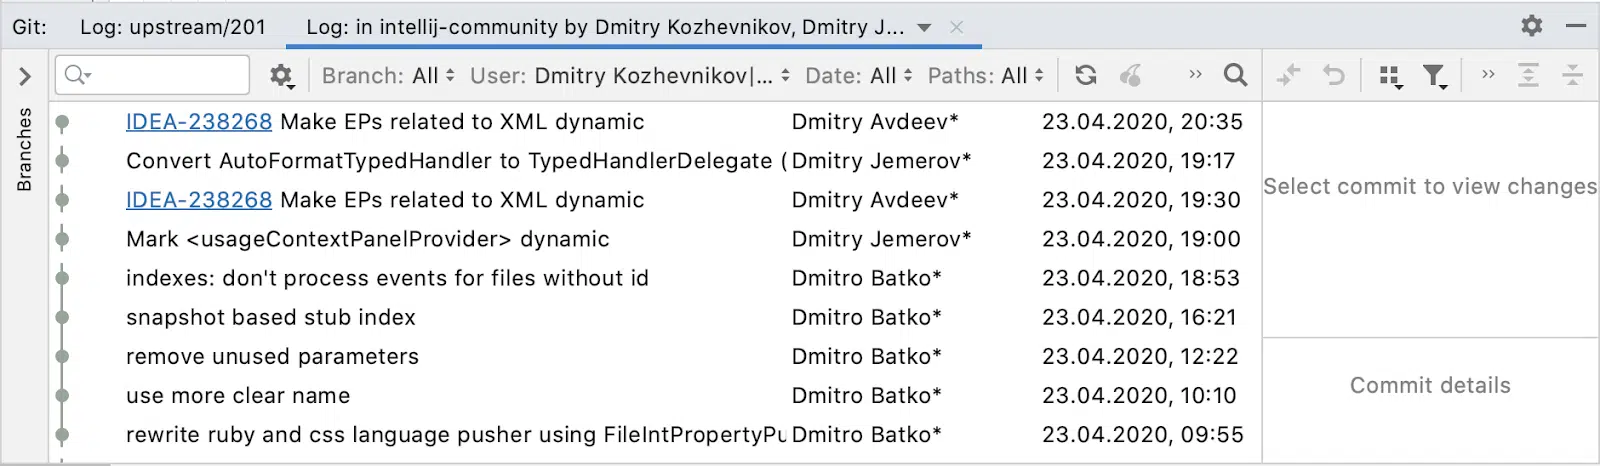 Git: Log: upstream/201 Log: in intellij-community by Dmitry Kozhevnikov, Dmitry J...
Branch: All User: Dmitry Kozhevnikov|... Date: All Paths: All
Branches
IDEA-238268 Make EPs related to XML dynamic Dmitry Avdeev* 23.04.2020, 20:35
Convert AutoFormatTypedHandler to TypedHandlerDelegate ( Dmitry Jemerov* 23.04.2020, 19:17
IDEA-238268 Make EPs related to XML dynamic Dmitry Avdeev* 23.04.2020, 19:30
Mark <usageContextPanelProvider> dynamic Dmitry Jemerov* 23.04.2020, 19:00
indexes: don't process events for files without id Dmitro Batko* 23.04.2020, 18:53
snapshot based stub index Dmitro Batko* 23.04.2020, 16:21
remove unused parameters Dmitro Batko* 23.04.2020, 12:22
use more clear name Dmitro Batko* 23.04.2020, 10:10
rewrite ruby and css language pusher using FileIntPropertyPu Dmitro Batko* 23.04.2020, 09:55
Select commit to view changes
Commit details